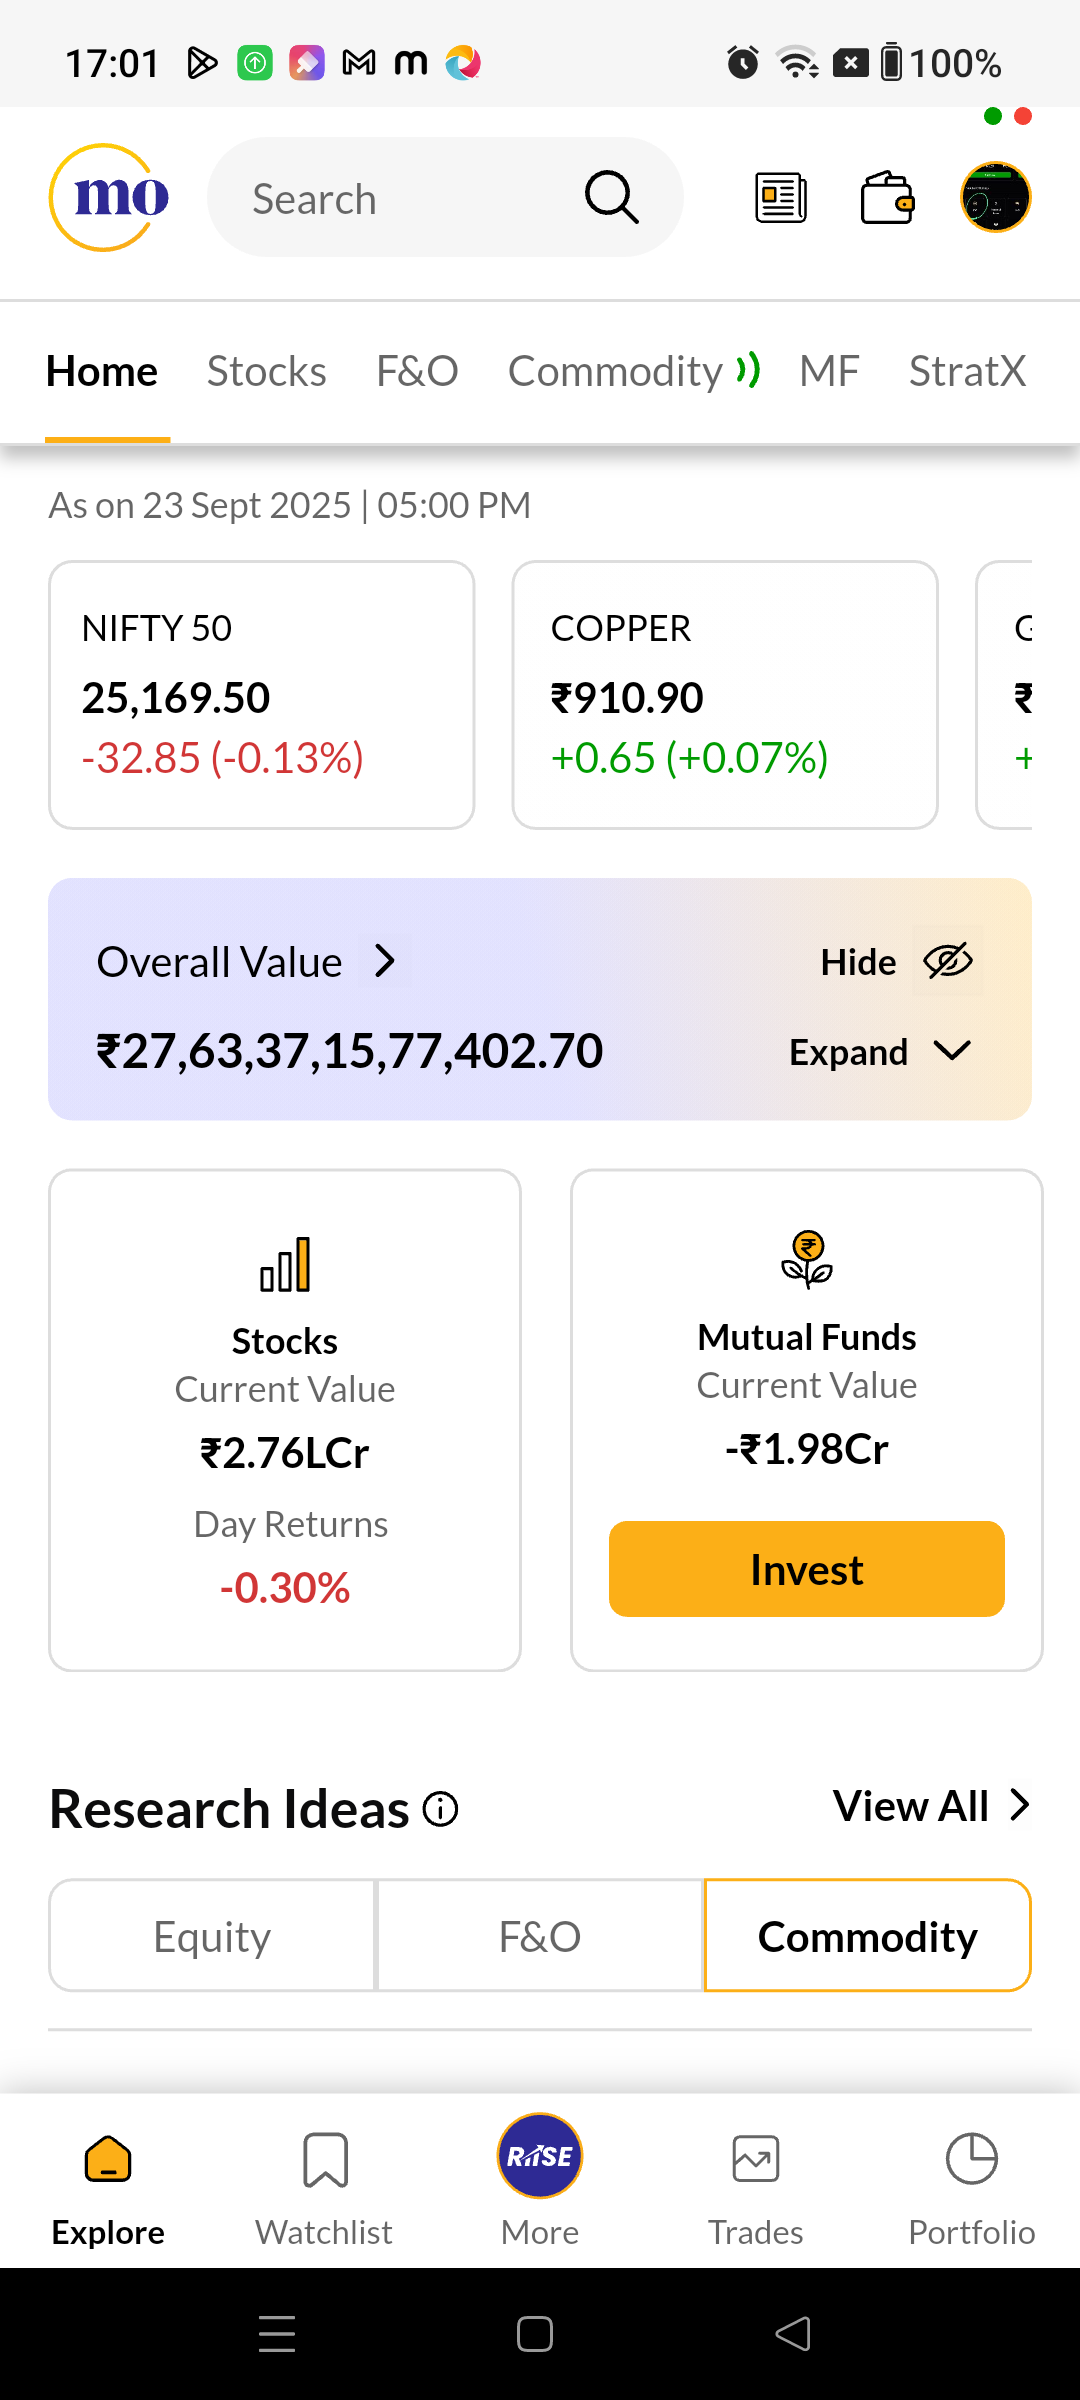 17:01 100%
mo Search
Home Stocks F&O Commodity MF StratX
As on 23 Sept 2025 | 05:00 PM
NIFTY 50 COPPER
25,169.50 ₹910.90 ₹
-32.85 (-0.13%) +0.65 (+0.07%) +
Overall Value Hide
₹27,63,37,15,77,402.70 Expand
Stocks Mutual Funds
Current Value Current Value
₹2.76LCr -₹1.98Cr
Day Returns
-0.30% Invest
Research Ideas View All
Equity F&O Commodity
RIISE
Explore Watchlist More Trades Portfolio